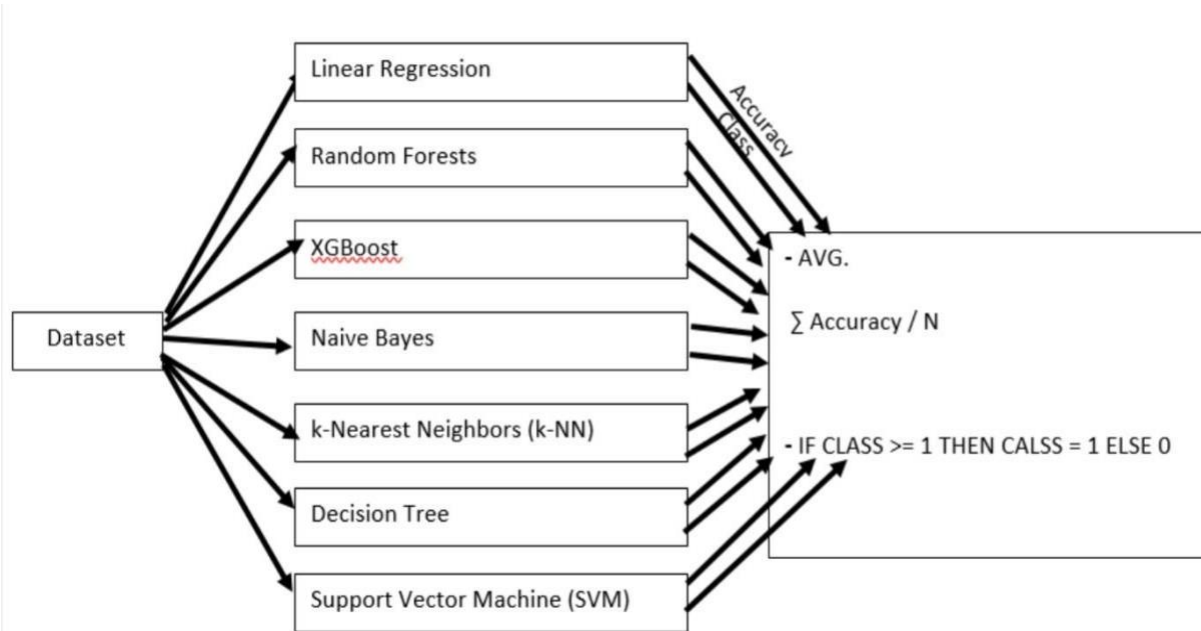 Linear Regression
Accuracy
Class
Random Forests
XGBoost
- AVG.
Dataset
Naive Bayes
∑ Accuracy / N
k-Nearest Neighbors (k-NN)
- IF CLASS >= 1 THEN CALSS = 1 ELSE 0
Decision Tree
Support Vector Machine (SVM)